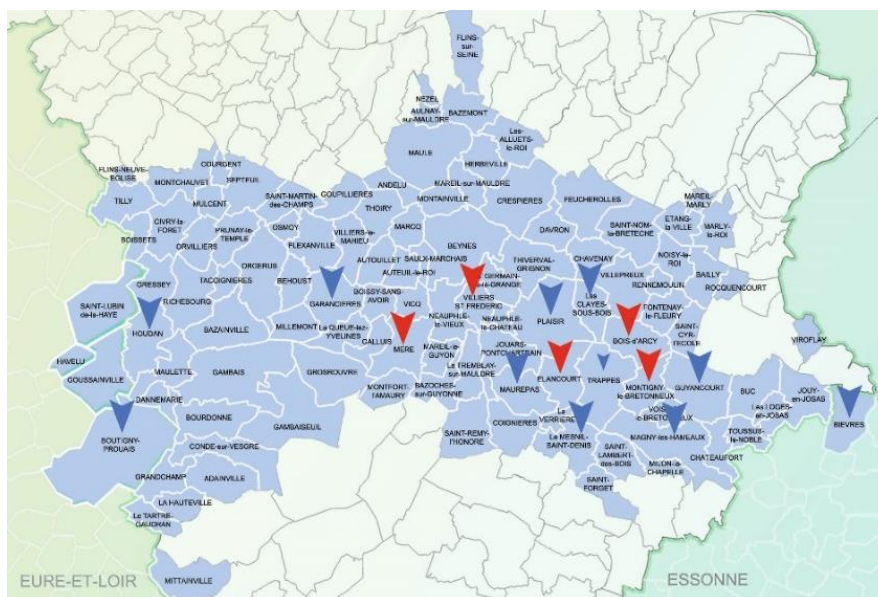 FLINS-
sur-
SEINE
NEZEL
AULNAY-
sur-MAULDRE
BAZEMONT
Les-
ALLUETS-
le-ROI
MAULE
HERBEVILLE
FLINS-NEUVE-
EGLISE
COURGENT
MONTCHAUVET
SEPTEUIL
TILLY
MULCENT
SAINT-MARTIN
des-CHAMPS
COUPILLIERES
ANDELU
MAREIL-sur-MAULDRE
MONTAINVILLE
CRESPIERES
FEUCHEROLLES
MAREIL-
MARLY
THOIRY
CIVRY-la-
FORET
PRUNAY-le-
TEMPLE
OSMOY
VILLIERS-le-
MAHIEU
MARCQ
ETANG-
la-VILLE
MARLY-
le-ROI
SAINT-NOM-
la-BRETECHE
DAVRON
BOISSETS
ORVILLIERS
FLEXANVILLE
BEYNES
NOISY-le-
ROI
ORGERUS
AUTOUILLET
SAULX-MARCHAIS
THIVERVAL-
GRIGNON
CHAVENAY
BAILLY
AUTEUIL-le-ROI
GRESSEY
TACOIGNIERES
BEHOUST
VILLEPREUX
RENNEMOULIN
ROCQUENCOURT
SAINT-LUBIN
de-la-HAYE
RICHEBOURG
GARANCIERES
BOISSY-SANS-
AVOIR
VICQ
VILLIERS
ST FREDERIC
Les
CLAYES-
SOUS-BOIS
FONTENAY-
le-FLEURY
HOUDAN
BAZAINVILLE
MILLEMONT
La QUEUE-lez-
YVELINES
NEAUPHLE-
le-VIEUX
NEAUPHLE-
le-CHATEAU
PLAISIR
BOIS-d'ARCY
SAINT-
CYR-
l'ECOLE
VIROFLAY
GALLUIS
MERE
MAREIL-le-
GUYON
JOUARS-
PONTCHARTRAIN
HAVELU
GOUSSAINVILLE
MAULETTE
GAMBAIS
GROSROUVRE
Le TREMBLAY-
sur-MAULDRE
MAUREPAS
ELANCOURT
TRAPPES
MONTIGNY-
le-BRETONNEUX
GUYANCOURT
MONTFORT-
l'AMAURY
BAZOCHES-
sur-GUYONNE
BUC
Les LOGES-
en-JOSAS
JOUY-
en-JOSAS
DANNEMARIE
BOURDONNE
GAMBAISEUIL
SAINT-REMY-
l'HONORE
COIGNIERES
La
VERRIERE
Le MESNIL-
SAINT-DENIS
MAGNY-les-HAMEAUX
TOUSSUS-
le-NOBLE
BIEVRES
BOUTIGNY-
PROUAIS
CONDE-sur-VESGRE
SAINT-
LAMBERT-
des-BOIS
MILON-la-
CHAPELLE
CHATEAUFORT
GRANDCHAMP
ADAINVILLE
SAINT-
FORGET
LA HAUTEVILLE
Le TARTRE-
GAUDRAN
MITTAINVILLE
EURE-ET-LOIR
ESSONNE